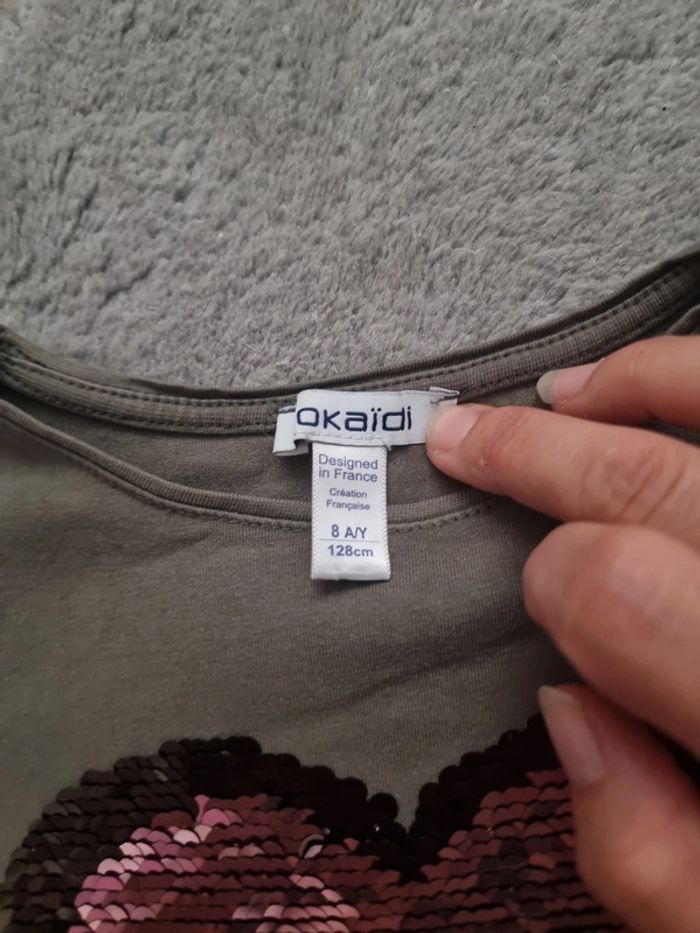 okaïdi
Designed
in France
Création
Française
8 A/Y
128cm